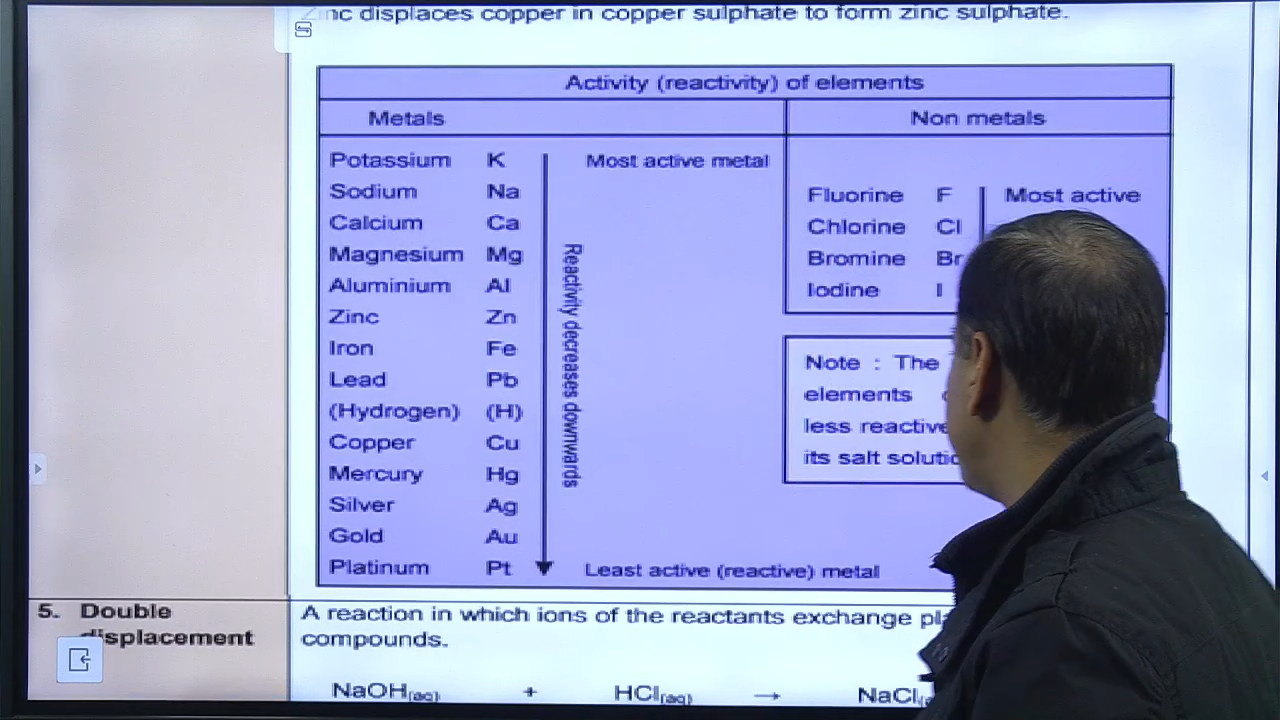 Zinc displaces copper in copper sulphate to form zinc sulphate.
Activity (reactivity) of elements
Metals
Non metals
Potassium K Most active metal
Sodium Na
Calcium Ca
Magnesium Mg
Aluminium Al
Zinc Zn
Iron Fe
Lead Pb
(Hydrogen) (H)
Copper Cu
Mercury Hg
Silver Ag
Gold Au
Platinum Pt Least active (reactive) metal
Reactivity decreases downwards
Fluorine F Most active
Chlorine Cl
Bromine Br
Iodine I
Note : The
elements
less reactive
its salt
5. Double
displacement
A reaction in which ions of the reactants exchange
compounds.
NaOH(aq) + HCl(aq) → NaCl